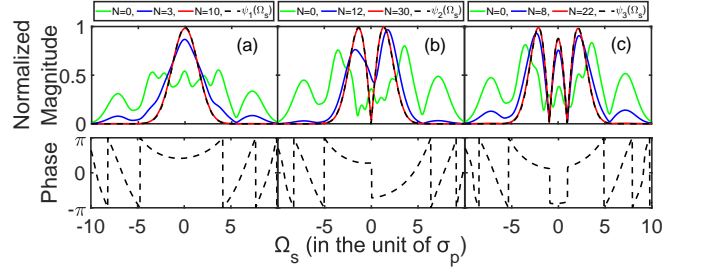 N=0, N=3, N=10, ψ₁(Ωₛ) N=0, N=12, N=30, ψ₂(Ωₛ) N=0, N=8, N=22, ψ₃(Ωₛ)
1 (a) (b) (c)
Normalized Magnitude
0.5
0
π
Phase 0
-π
-10 -5 0 5 -5 0 5 -5 0 5 10
Ωₛ (in the unit of σₚ)